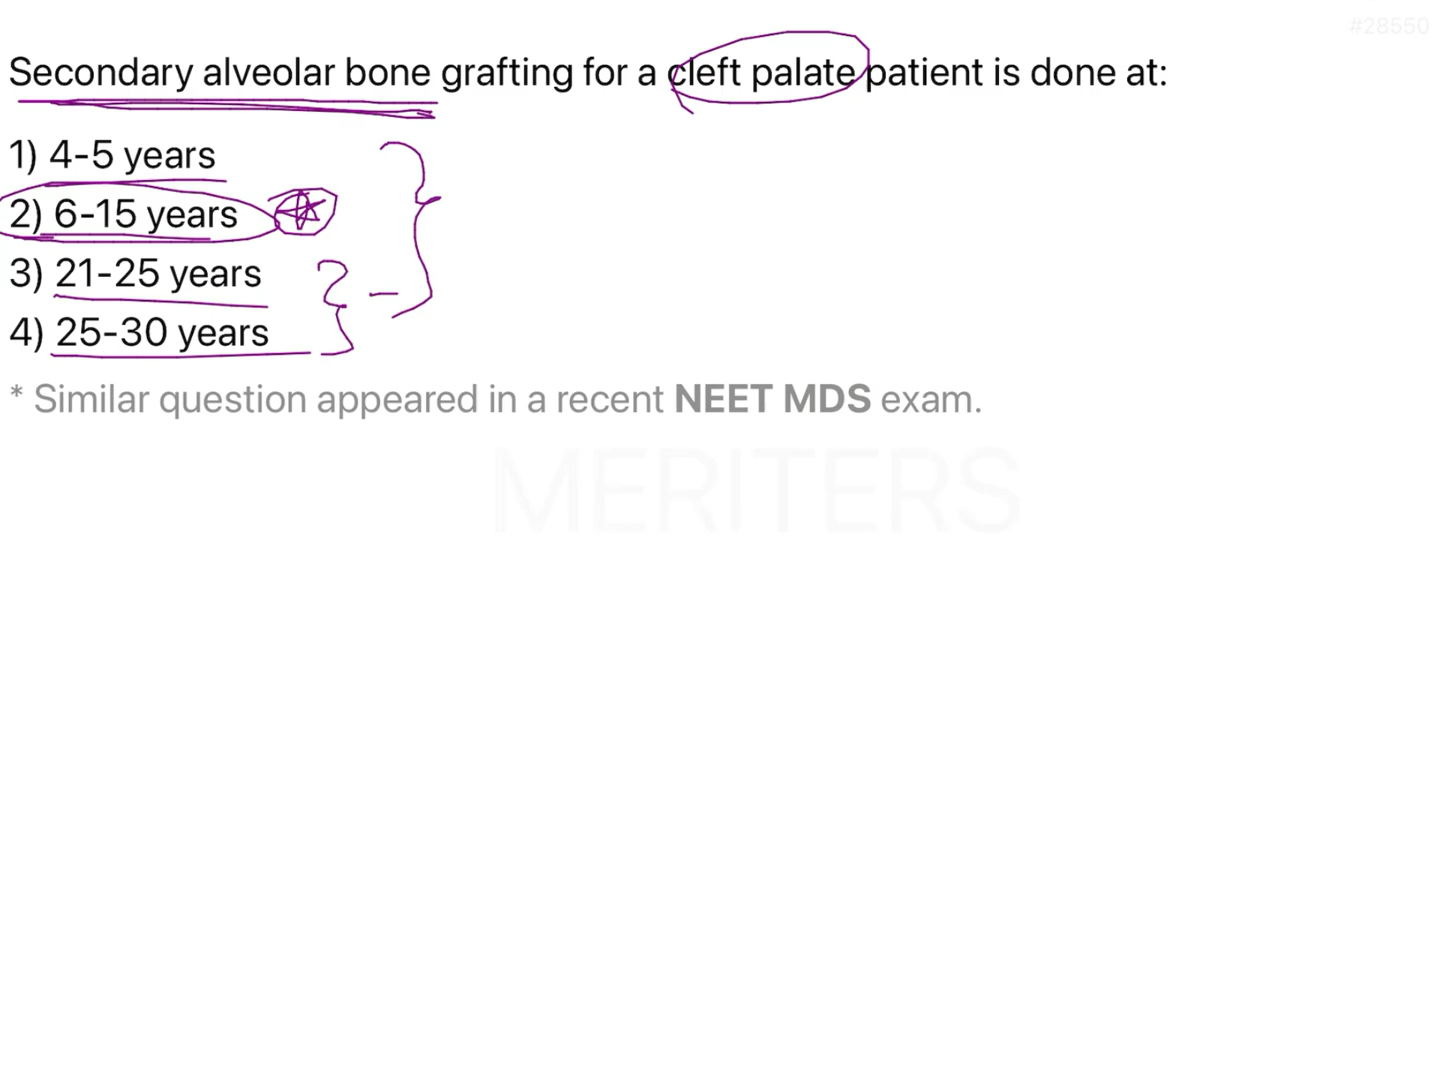 #28550
Secondary alveolar bone grafting for a cleft palate patient is done at:
1) 4-5 years
2) 6-15 years
3) 21-25 years
4) 25-30 years
* Similar question appeared in a recent NEET MDS exam.
MERITERS